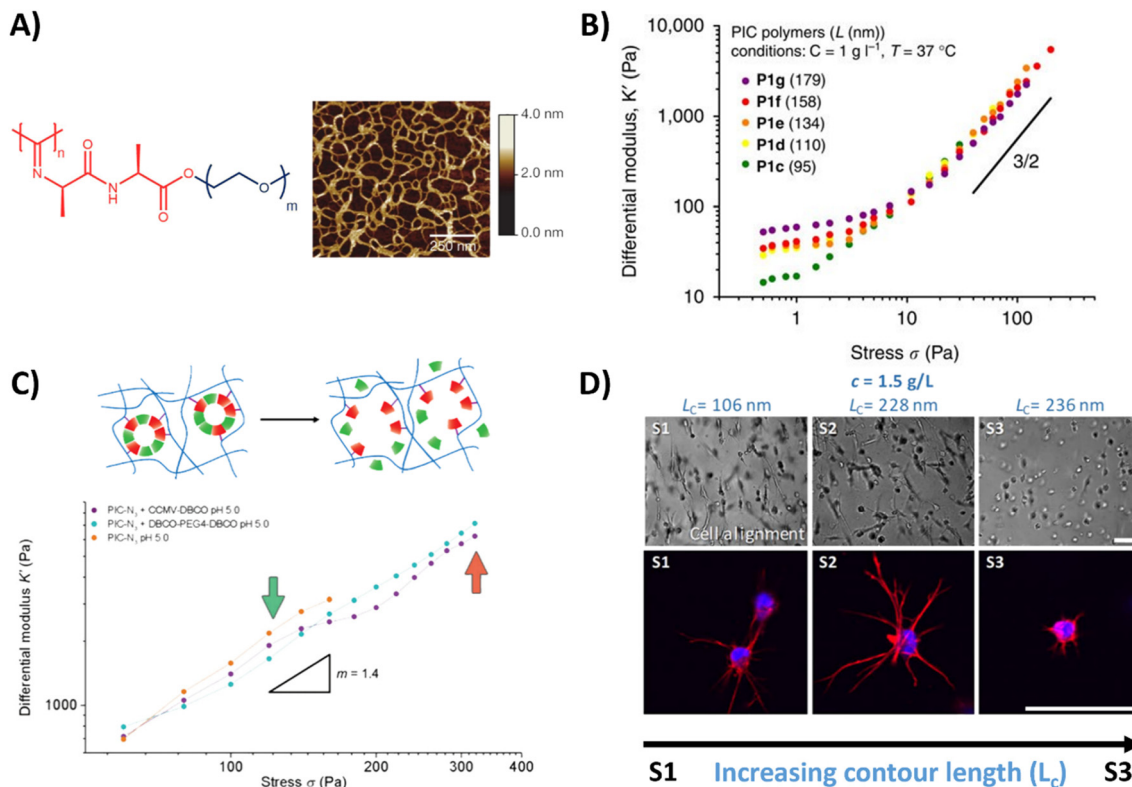 A)
n
O
N
N
H
O
O
O
m
4.0 nm
2.0 nm
0.0 nm
250 nm
B)
Differential modulus, K′ (Pa)
10,000
1,000
100
10
PIC polymers (L (nm))
conditions: C = 1 g l⁻¹, T = 37 °C
P1g (179)
P1f (158)
P1e (134)
P1d (110)
P1c (95)
3/2
1 10 100
Stress σ (Pa)
C)
Differential modulus K′ (Pa)
PIC-N₃ + CCMV-DBCO pH 5.0
PIC-N₃ + DBCO-PEG4-DBCO pH 5.0
PIC-N₃ pH 5.0
m = 1.4
1000
100 200 300 400
Stress σ (Pa)
D)
c = 1.5 g/L
L_C= 106 nm L_C= 228 nm L_C= 236 nm
S1 S2 S3
Cell alignment
S1 S2 S3
S1 Increasing contour length (L_c) S3